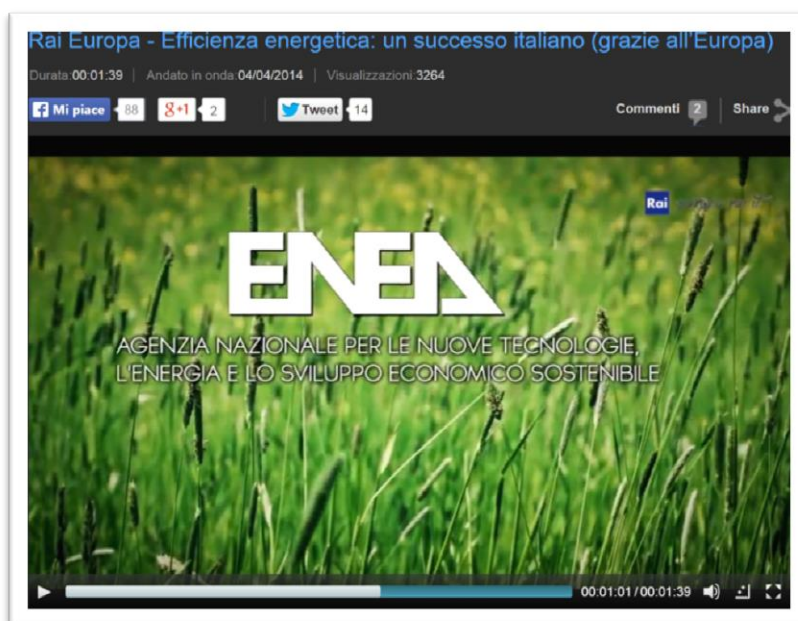 Rai Europa - Efficienza energetica: un successo italiano (grazie all'Europa)
Durata:00:01:39 | Andato in onda:04/04/2014 | Visualizzazioni:3264
Mi piace 88 g+1 2 Tweet 14 Commenti 2 Share
Rai
ENEA
AGENZIA NAZIONALE PER LE NUOVE TECNOLOGIE,
L'ENERGIA E LO SVILUPPO ECONOMICO SOSTENIBILE
00:01:01/00:01:39